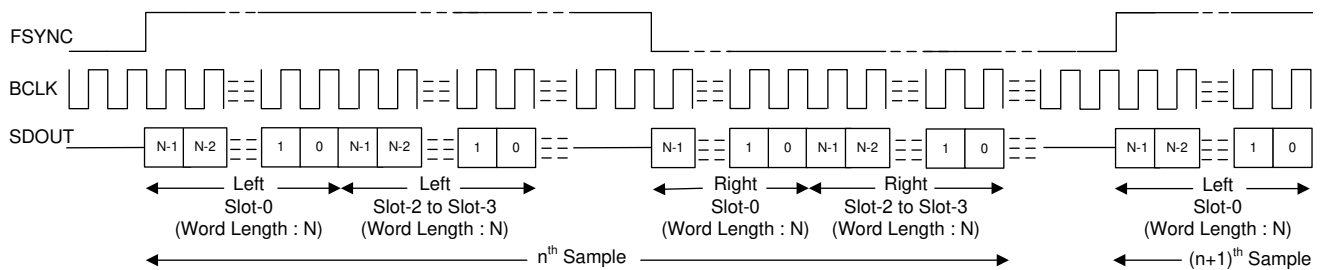 FSYNC
BCLK
SDOUT
N-1 N-2 1 0 N-1 N-2 1 0 N-1 1 0 N-1 N-2 1 0 N-1 N-2 1 0
Left Left Right Right Left
Slot-0 Slot-2 to Slot-3 Slot-0 Slot-2 to Slot-3 Slot-0
(Word Length : N) (Word Length : N) (Word Length : N) (Word Length : N) (Word Length : N)
nth Sample (n+1)th Sample